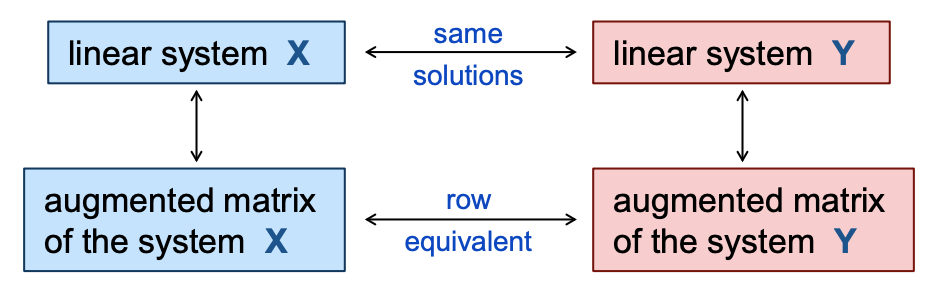 linear system X
same
solutions
linear system Y
augmented matrix
of the system X
row
equivalent
augmented matrix
of the system Y